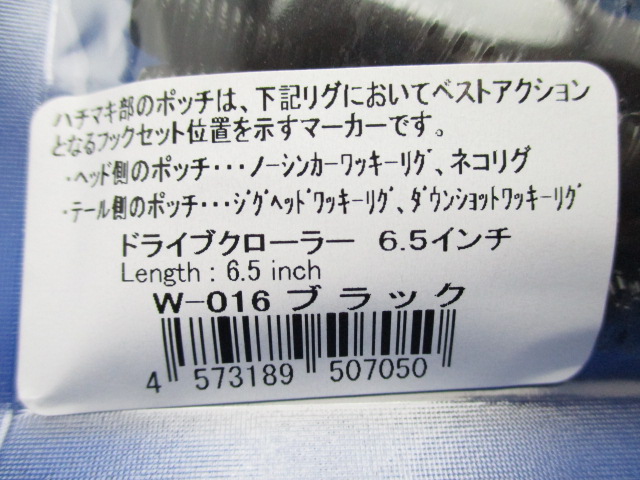 ハチマキ部のポッチは、下記リグにおいてベストアクション
となるフックセット位置を示すマーカーです。
・ヘッド側のポッチ・・・ノーシンカーワッキーリグ、ネコリグ
・テール側のポッチ・・・ジグヘッドワッキーリグ、ダウンショットワッキーリグ
ドライブクローラー 6.5インチ
Length : 6.5 inch
W-016 ブラック
4 573189 507050